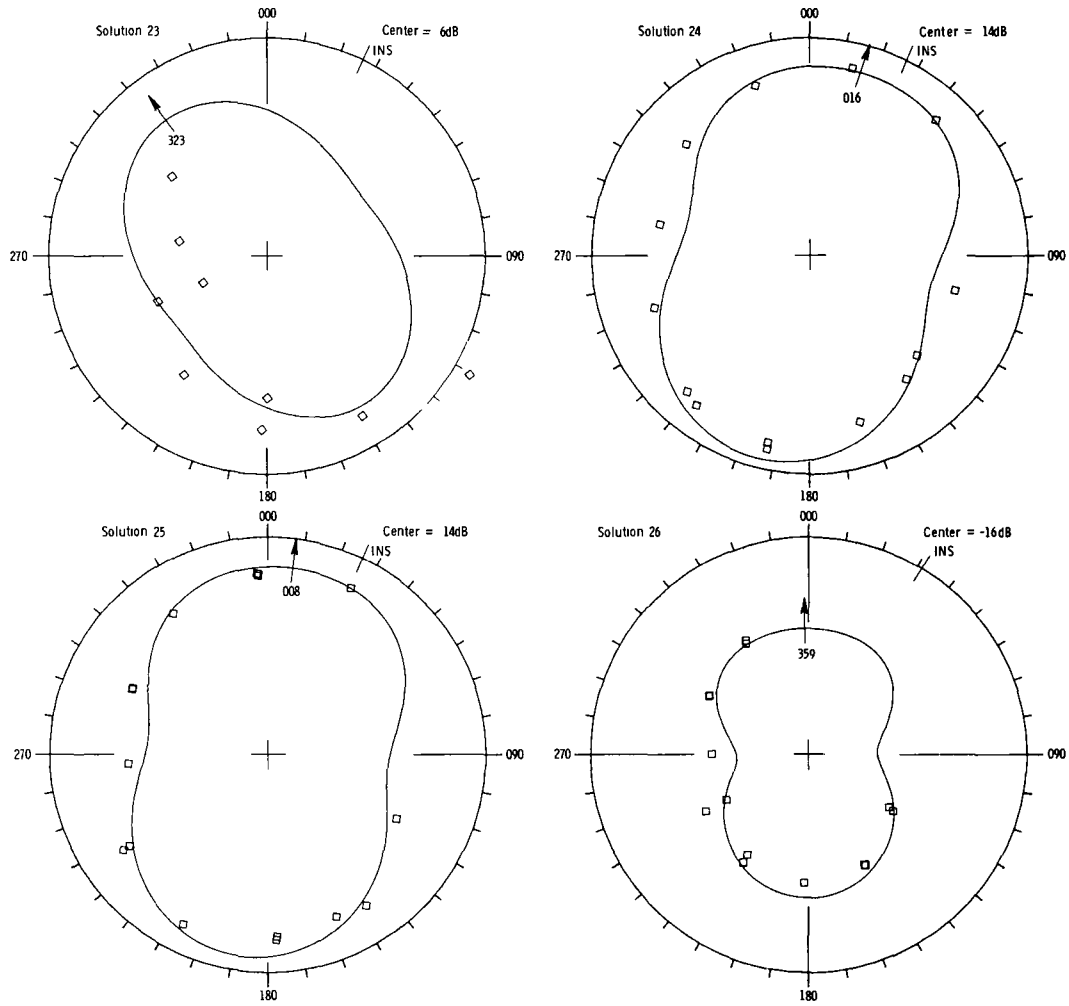 000
Solution 23
Center = 6dB
INS
323
270
090
180
000
Solution 24
Center = 14dB
INS
016
270
090
180
000
Solution 25
Center = 14dB
INS
008
270
090
180
000
Solution 26
Center = -16dB
INS
359
270
090
180